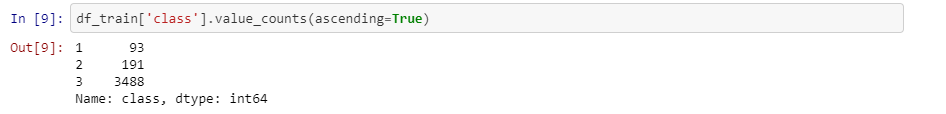 In [9]: df_train['class'].value_counts(ascending=True)
Out[9]: 1      93
2     191
3    3488
Name: class, dtype: int64